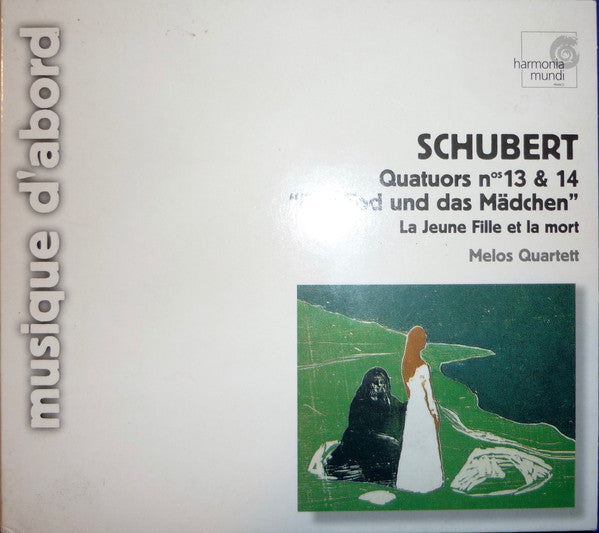 musique d'abord
harmonia
mundi
SCHUBERT
Quatuors nos 13 & 14
und das Mädchen"
La Jeune Fille et la mort
Melos Quartett